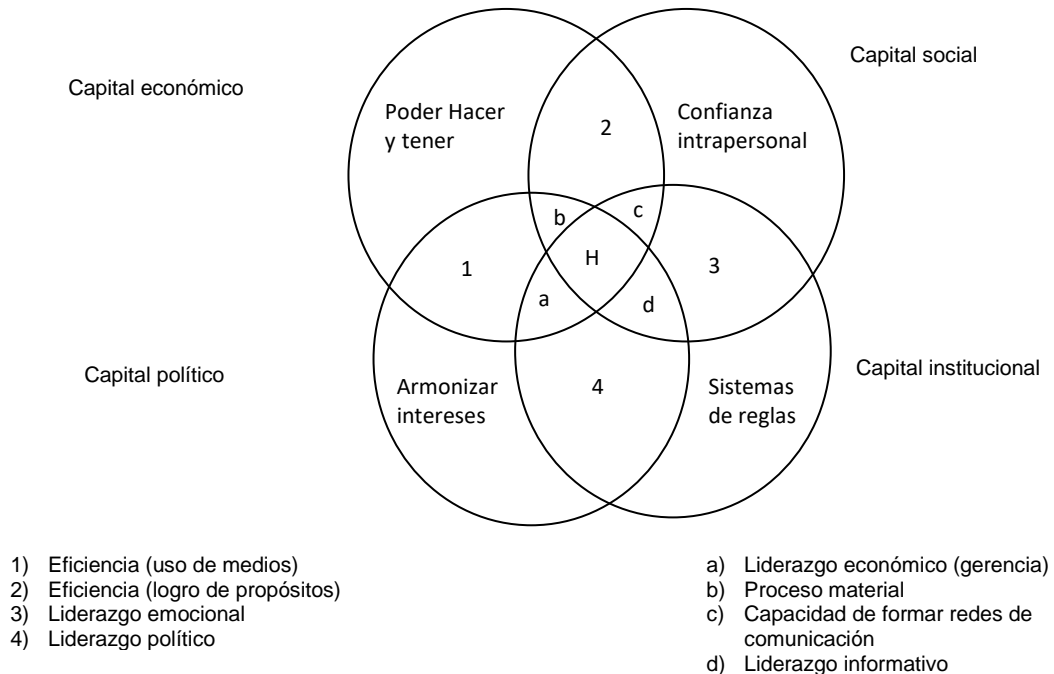 Capital económico
Capital social
Poder Hacer
y tener
2
Confianza
intrapersonal
b
c
1
H
3
a
d
Capital político
Capital institucional
Armonizar
intereses
4
Sistemas
de reglas
1) Eficiencia (uso de medios)
2) Eficiencia (logro de propósitos)
3) Liderazgo emocional
4) Liderazgo político
a) Liderazgo económico (gerencia)
b) Proceso material
c) Capacidad de formar redes de
comunicación
d) Liderazgo informativo